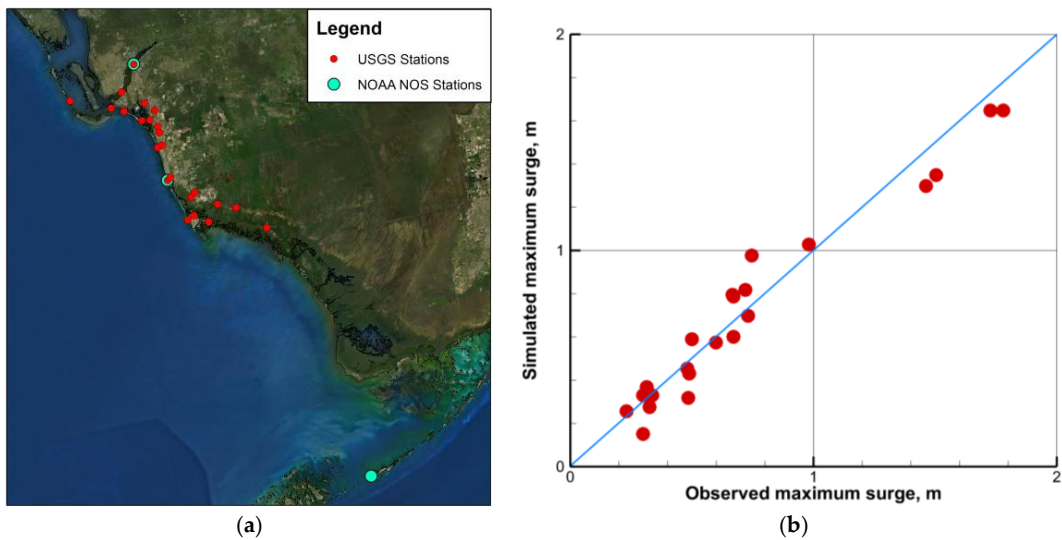 Legend
USGS Stations
NOAA NOS Stations
(a)
Simulated maximum surge, m
2
1
0
0
1
2
Observed maximum surge, m
(b)